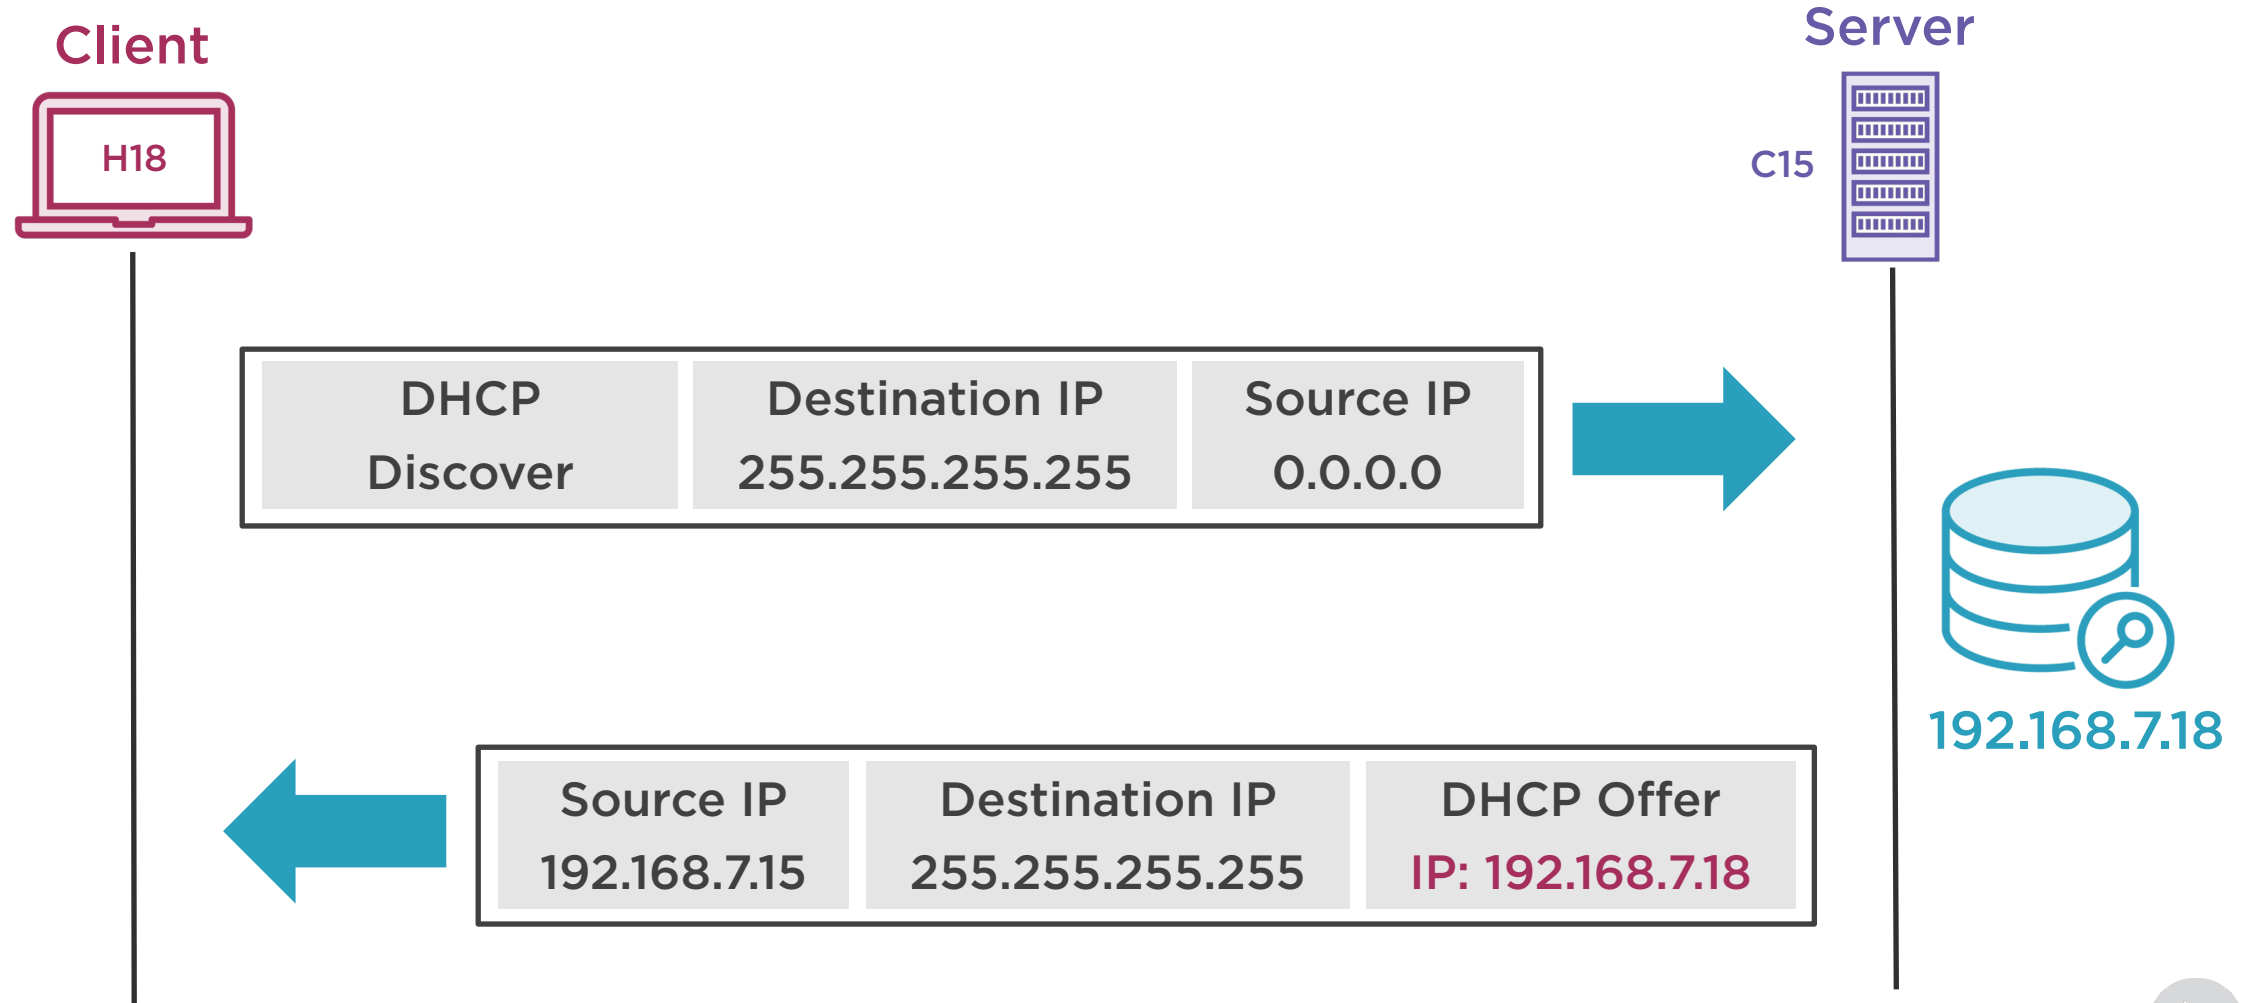 Client
Server
H18
C15
DHCP
Discover
Destination IP
255.255.255.255
Source IP
0.0.0.0
192.168.7.18
Source IP
192.168.7.15
Destination IP
255.255.255.255
DHCP Offer
IP: 192.168.7.18